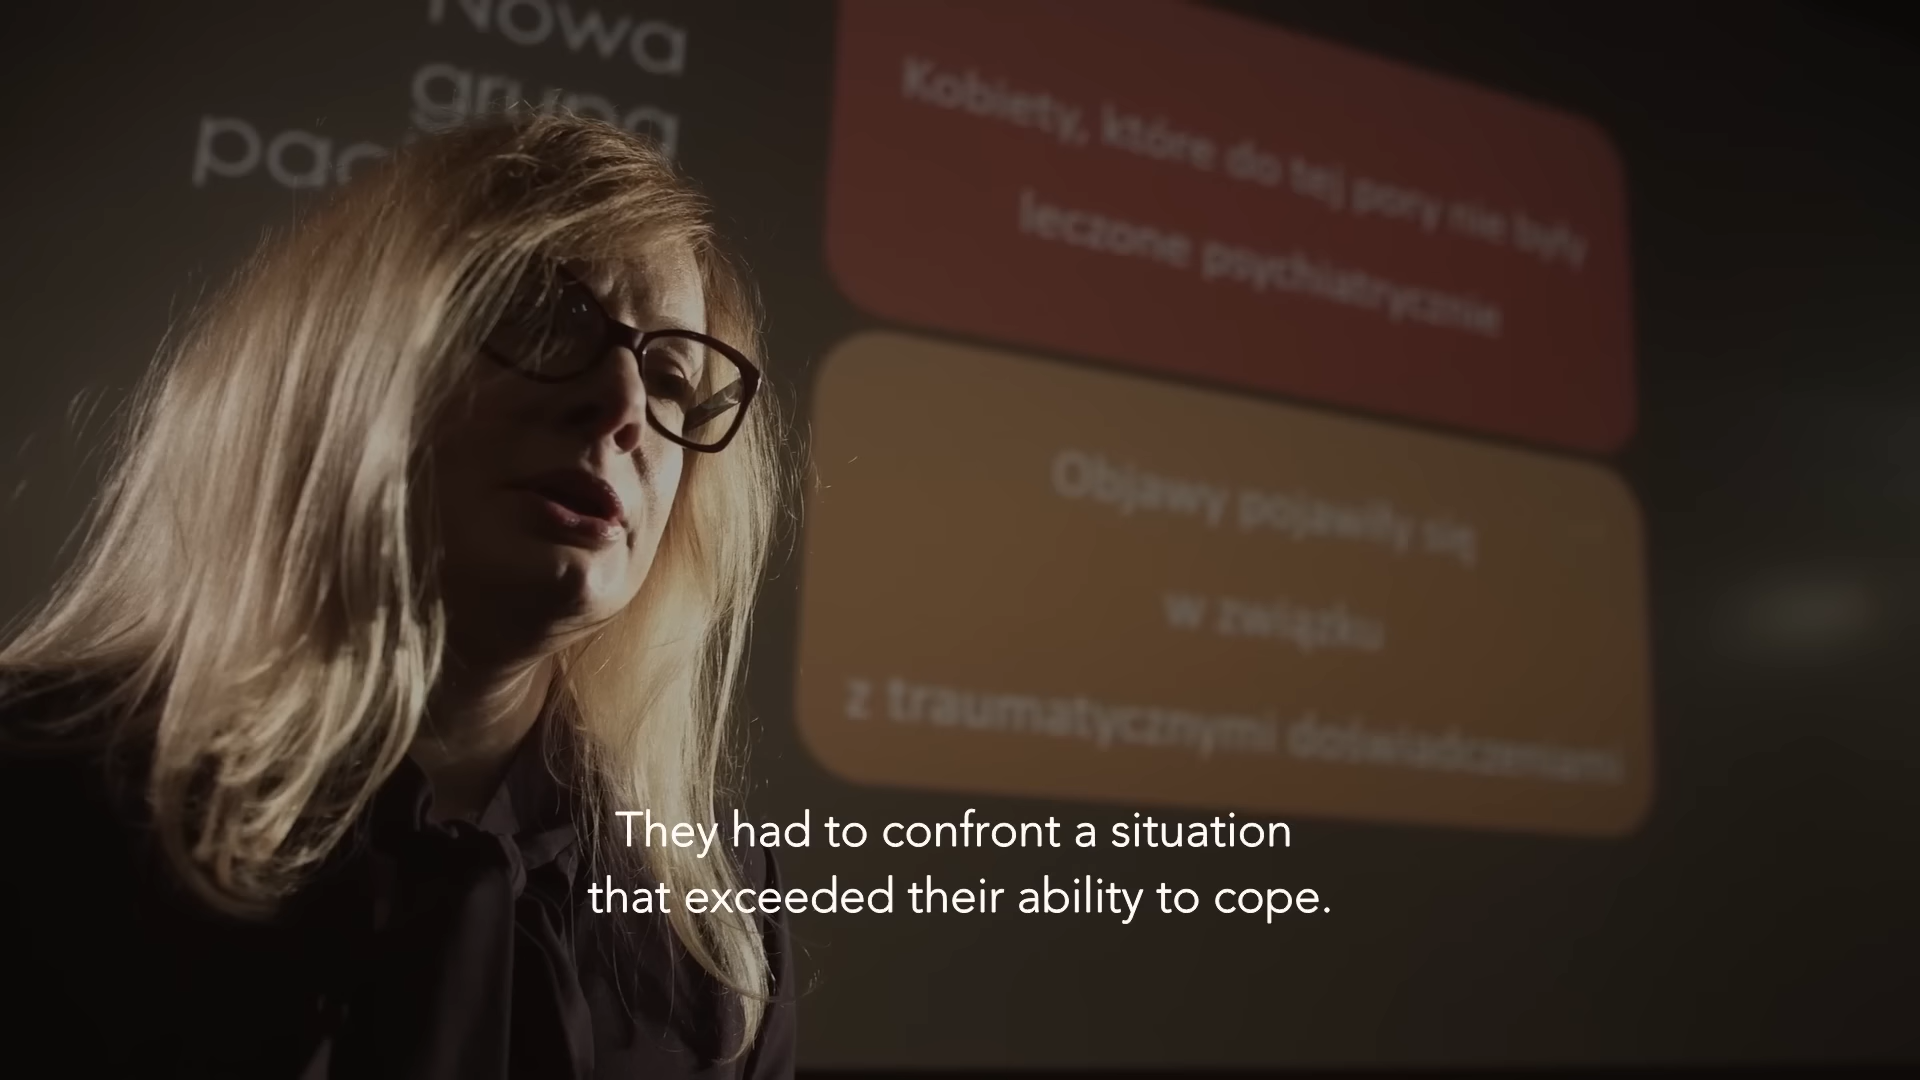 Nowa
grupa
Kobiety, które do tej pory nie były
leczone psychiatrycznie
Objawy pojawiły się
w związku
z traumatycznymi doświadczeniami
They had to confront a situation
that exceeded their ability to cope.